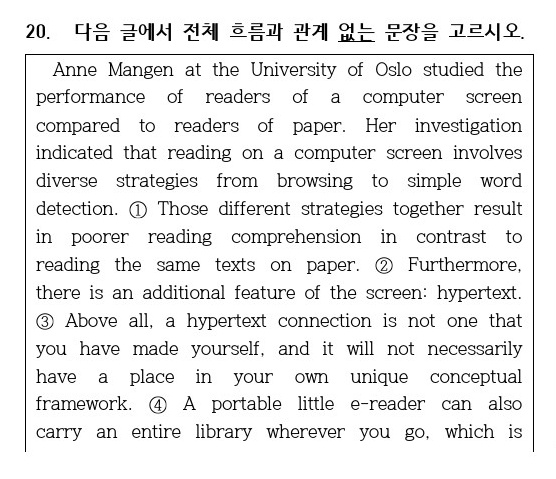 20. 다음 글에서 전체 흐름과 관계 없는 문장을 고르시오.
Anne Mangen at the University of Oslo studied the
performance of readers of a computer screen
compared to readers of paper. Her investigation
indicated that reading on a computer screen involves
diverse strategies from browsing to simple word
detection. ① Those different strategies together result
in poorer reading comprehension in contrast to
reading the same texts on paper. ② Furthermore,
there is an additional feature of the screen: hypertext.
③ Above all, a hypertext connection is not one that
you have made yourself, and it will not necessarily
have a place in your own unique conceptual
framework. ④ A portable little e-reader can also
carry an entire library wherever you go, which is